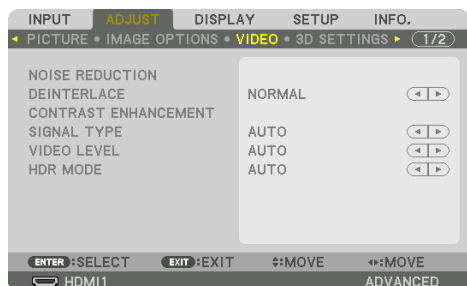 INPUT ADJUST DISPLAY SETUP INFO.
PICTURE • IMAGE OPTIONS • VIDEO • 3D SETTINGS 1/2
NOISE REDUCTION
DEINTERLACE NORMAL
CONTRAST ENHANCEMENT
SIGNAL TYPE AUTO
VIDEO LEVEL AUTO
HDR MODE AUTO
ENTER :SELECT EXIT :EXIT :MOVE :MOVE
HDMI1 ADVANCED